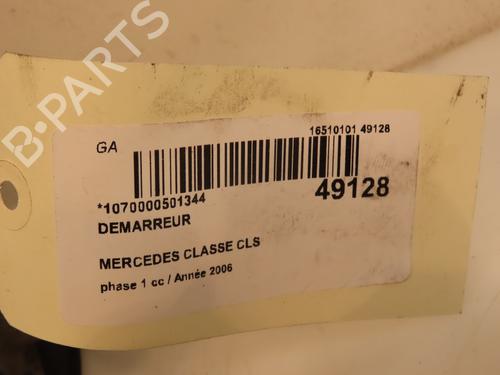 B-PARTS
GA
16510101 49128
*1070000501344
49128
DEMARREUR
MERCEDES CLASSE CLS
phase 1 cc / Année 2006